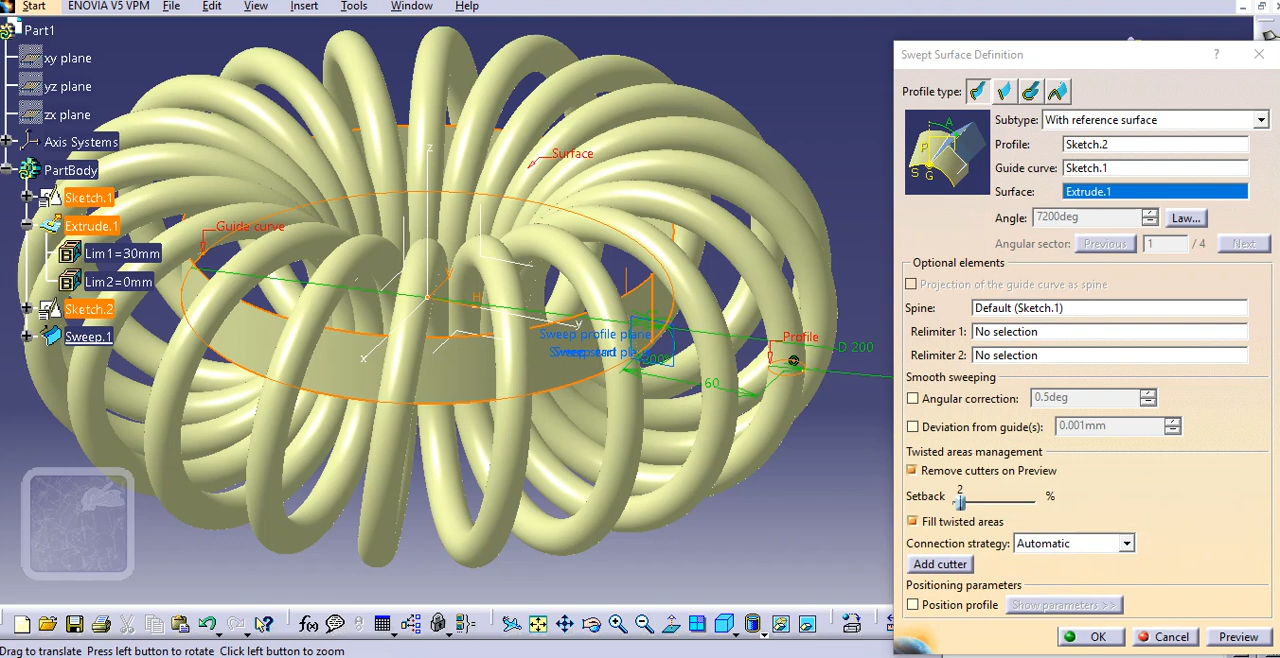 Start ENOVIA V5 VPM File Edit View Insert Tools Window Help
Part1
xy plane
yz plane
zx plane
Axis Systems
PartBody
Sketch.1
Extrude.1
Lim1=30mm
Lim2=0mm
Sketch.2
Sweep.1
Surface
Guide curve
z
H
y
x
Sweep profile plane
Profile
D 200
60
Swept Surface Definition ?
Profile type:
Subtype: With reference surface
Profile: Sketch.2
Guide curve: Sketch.1
Surface: Extrude.1
Angle: 7200deg Law...
Angular sector: Previous 1 / 4 Next
Optional elements
Projection of the guide curve as spine
Spine: Default (Sketch.1)
Relimiter 1: No selection
Relimiter 2: No selection
Smooth sweeping
Angular correction: 0.5deg
Deviation from guide(s): 0.001mm
Twisted areas management
Remove cutters on Preview
Setback 2 %
Fill twisted areas
Connection strategy: Automatic
Add cutter
Positioning parameters
Position profile Show parameters >>
OK Cancel Preview
A
P
S G
f(x)
Drag to translate Press left button to rotate Click left button to zoom